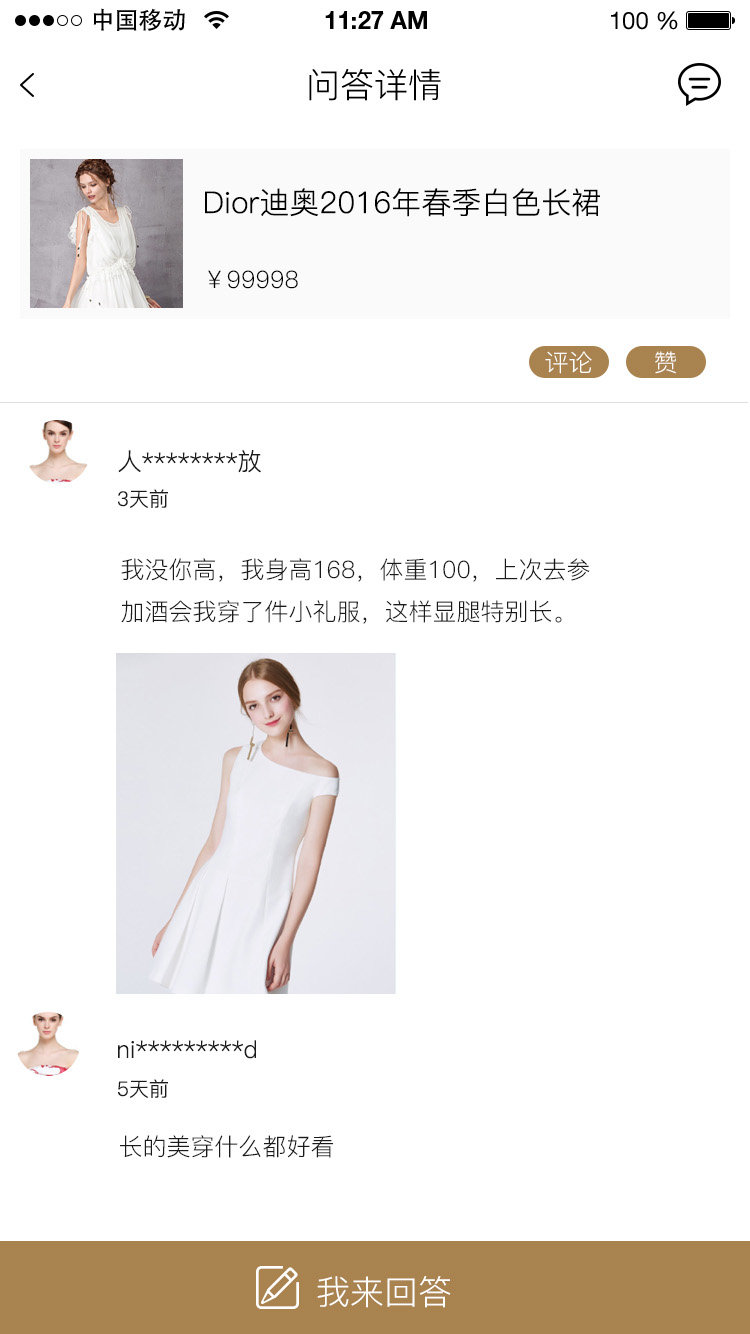 中国移动 11:27 AM 100 %
问答详情
Dior迪奥2016年春季白色长裙
￥99998
评论 赞
人********放
3天前
我没你高，我身高168，体重100，上次去参
加酒会我穿了件小礼服，这样显腿特别长。
ni*********d
5天前
长的美穿什么都好看
我来回答